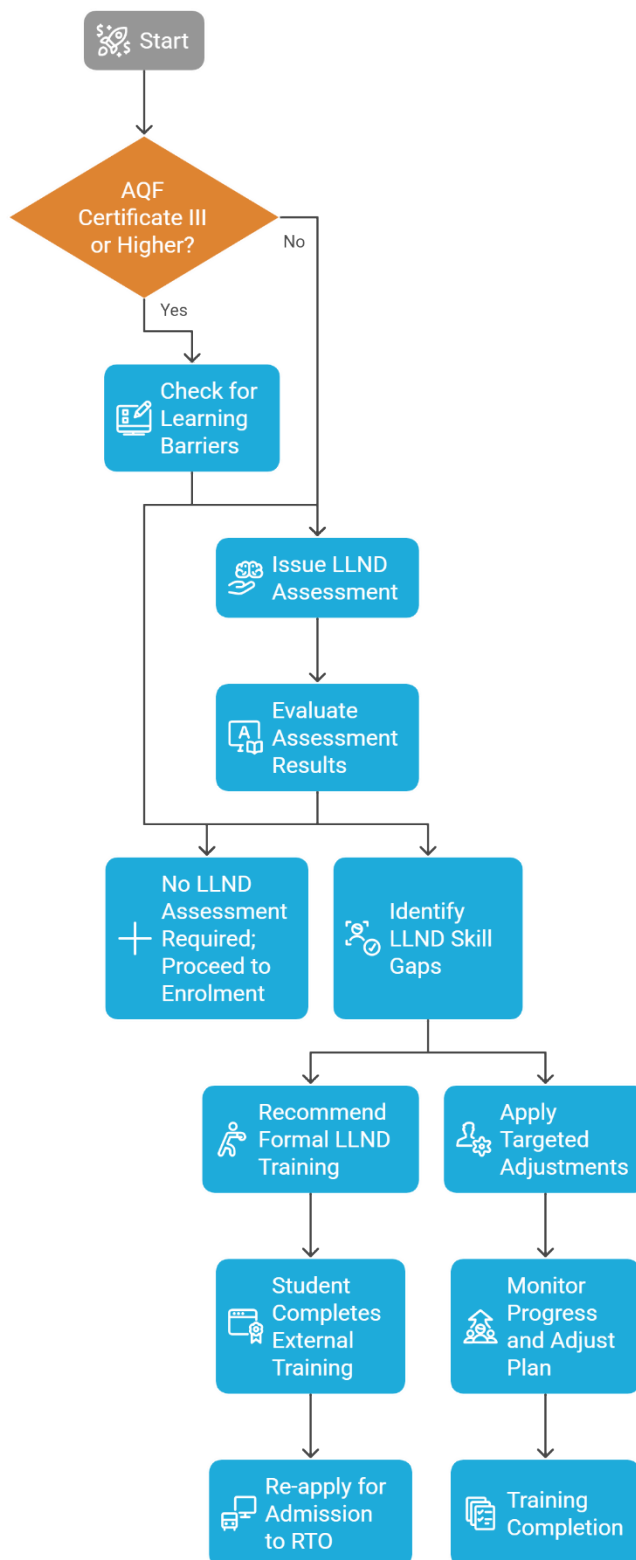 Start
AQF
Certificate III
or Higher?
No
Yes
Check for
Learning
Barriers
Issue LLND
Assessment
A
Evaluate
Assessment
Results
No LLND
Assessment
Required;
Proceed to
Enrolment
Identify
LLND Skill
Gaps
Recommend
Formal LLND
Training
Apply
Targeted
Adjustments
Student
Completes
External
Training
Monitor
Progress
and Adjust
Plan
Re-apply for
Admission
to RTO
Training
Completion